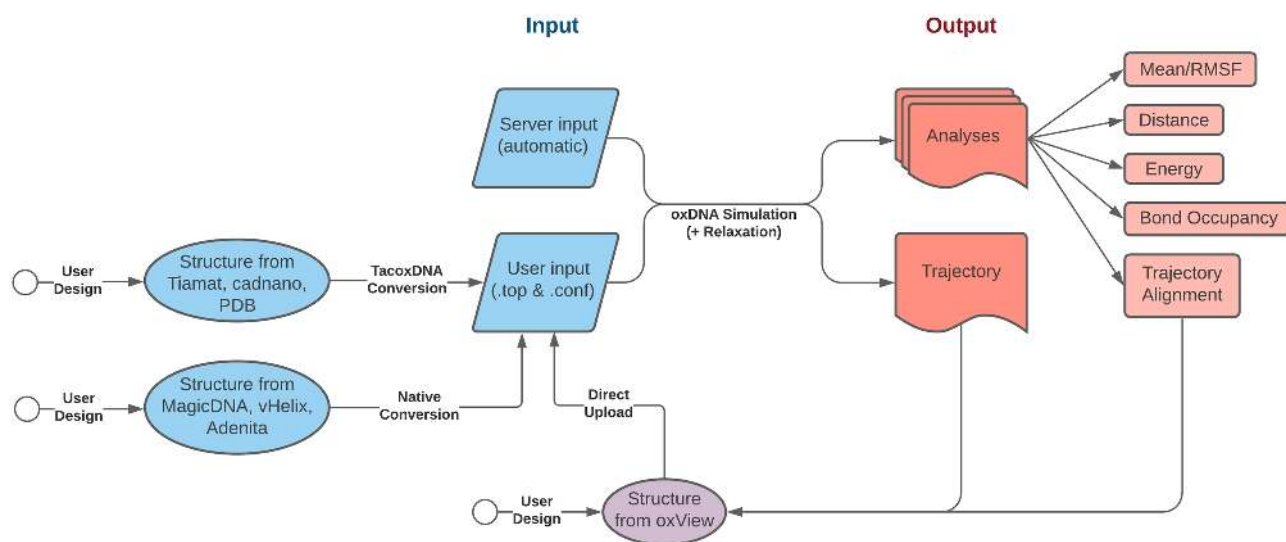 Input
Output
Server input
(automatic)
Analyses
Mean/RMSF
Distance
Energy
Bond Occupancy
Trajectory
Alignment
oxDNA Simulation
(+ Relaxation)
User
Design
Structure from
Tiamat, cadnano,
PDB
TacoxDNA
Conversion
User input
(.top & .conf)
Trajectory
User
Design
Structure from
MagicDNA, vHelix,
Adenita
Native
Conversion
Direct
Upload
User
Design
Structure
from oxView